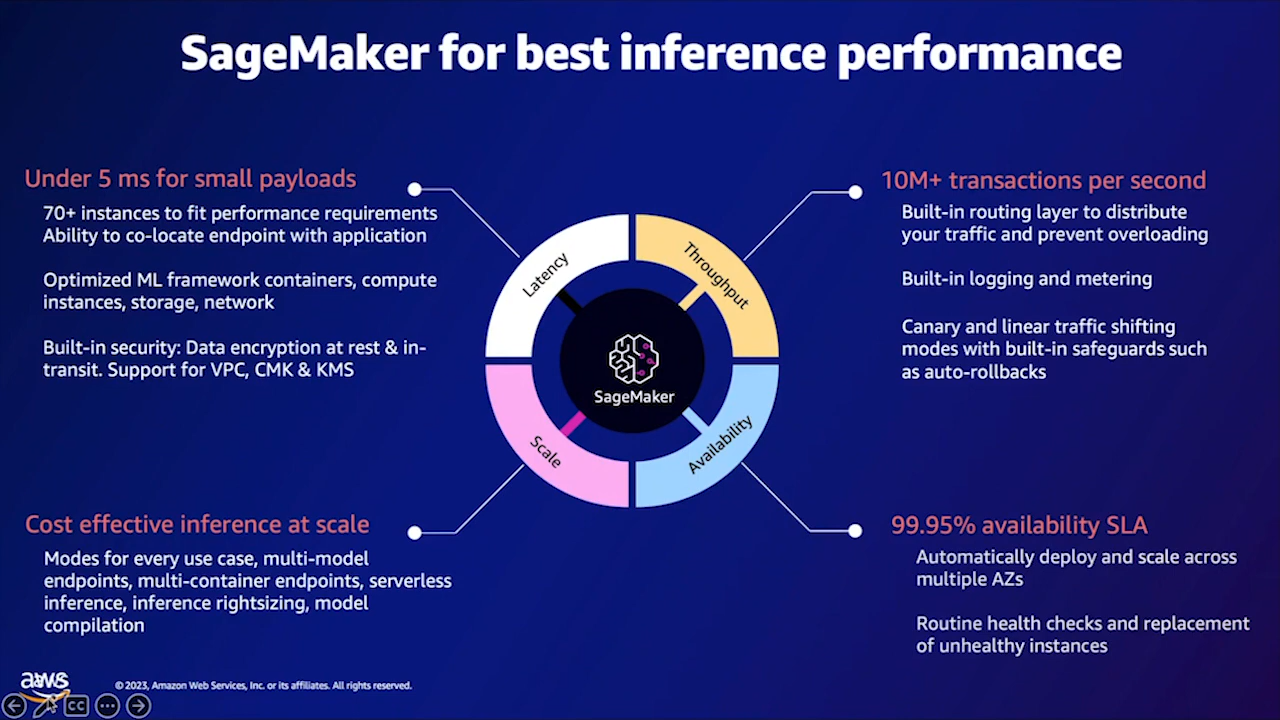 SageMaker for best inference performance
Under 5 ms for small payloads
70+ instances to fit performance requirements
Ability to co-locate endpoint with application
Optimized ML framework containers, compute
instances, storage, network
Built-in security: Data encryption at rest & in-
transit. Support for VPC, CMK & KMS
10M+ transactions per second
Built-in routing layer to distribute
your traffic and prevent overloading
Built-in logging and metering
Canary and linear traffic shifting
modes with built-in safeguards such
as auto-rollbacks
Latency
Throughput
SageMaker
Scale
Availability
Cost effective inference at scale
Modes for every use case, multi-model
endpoints, multi-container endpoints, serverless
inference, inference rightsizing, model
compilation
99.95% availability SLA
Automatically deploy and scale across
multiple AZs
Routine health checks and replacement
of unhealthy instances
aws
© 2023, Amazon Web Services, Inc. or its affiliates. All rights reserved.
CC